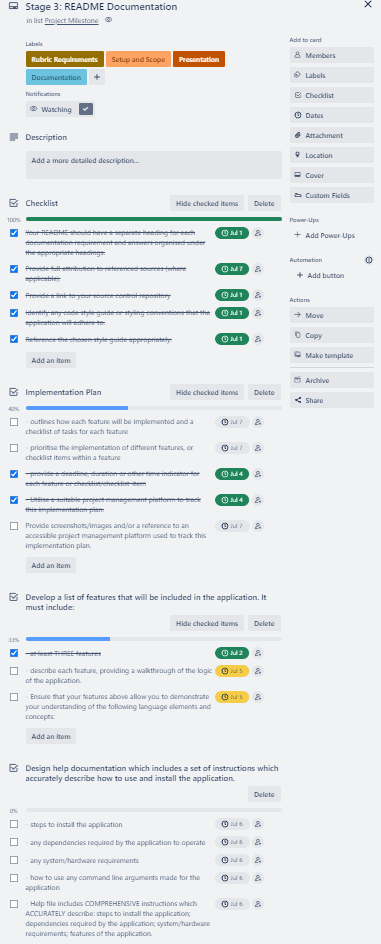 Stage 3: README Documentation
in list Project Milestone
Labels
Rubric Requirements
Setup and Scope
Presentation
Documentation
+
Notifications
Watching
Description
Add a more detailed description...
Checklist
Hide checked items
Delete
100%
Your README should have a separate heading for each
documentation requirement and answers organised under
the appropriate headings.
Jul 1
Provide full attribution to referenced sources (where
applicable).
Jul 7
Provide a link to your source control repository
Jul 1
Identify any code style guide or styling conventions that the
application will adhere to.
Jul 1
Reference the chosen style guide appropriately.
Jul 1
Add an item
Implementation Plan
Hide checked items
Delete
40%
- outlines how each feature will be implemented and a
checklist of tasks for each feature
Jul 7
- prioritise the implementation of different features, or
checklist items within a feature
Jul 7
- provide a deadline, duration or other time indicator for
each feature or checklist/checklist-item
Jul 4
- Utilise a suitable project management platform to track
this implementation plan.
Jul 4
Provide screenshots/images and/or a reference to an
accessible project management platform used to track this
implementation plan.
Jul 7
Add an item
Develop a list of features that will be included in the application. It
must include:
Hide checked items
Delete
33%
- at least THREE features
Jul 2
- describe each feature, providing a walkthrough of the logic
of the application.
Jul 5
- Ensure that your features above allow you to demonstrate
your understanding of the following language elements and
concepts:
Jul 5
Add an item
Design help documentation which includes a set of instructions which
accurately describe how to use and install the application.
Delete
0%
- steps to install the application
Jul 6
- any dependencies required by the application to operate
Jul 6
- any system/hardware requirements
Jul 6
- how to use any command line arguments made for the
application
Jul 6
- Help file includes COMPREHENSIVE instructions which
ACCURATELY describe: steps to install the application;
dependencies required by the application; system/hardware
requirements; features of the application.
Jul 6
Add to card
Members
Labels
Checklist
Dates
Attachment
Location
Cover
Custom Fields
Power-Ups
+ Add Power-Ups
Automation
+ Add button
Actions
Move
Copy
Make template
Archive
Share